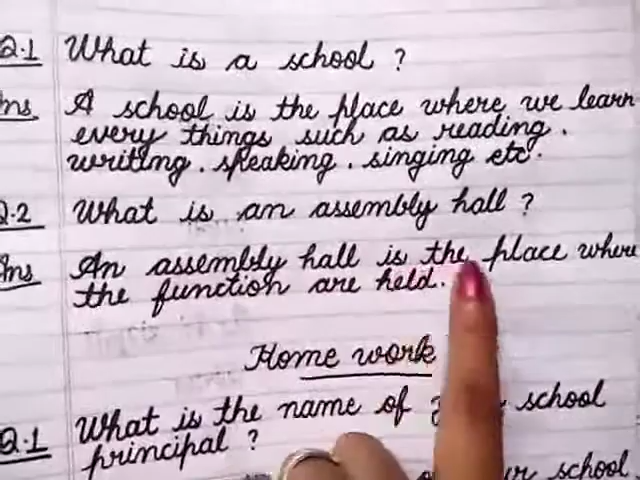 Q.1 What is a school ?
Ans A school is the place where we learn
every things such as reading.
writing. speaking. singing etc.
Q.2 What is an assembly hall ?
Ans An assembly hall is the place where
the function are held.
Home work
Q.1 What is the name of school
principal ?
school